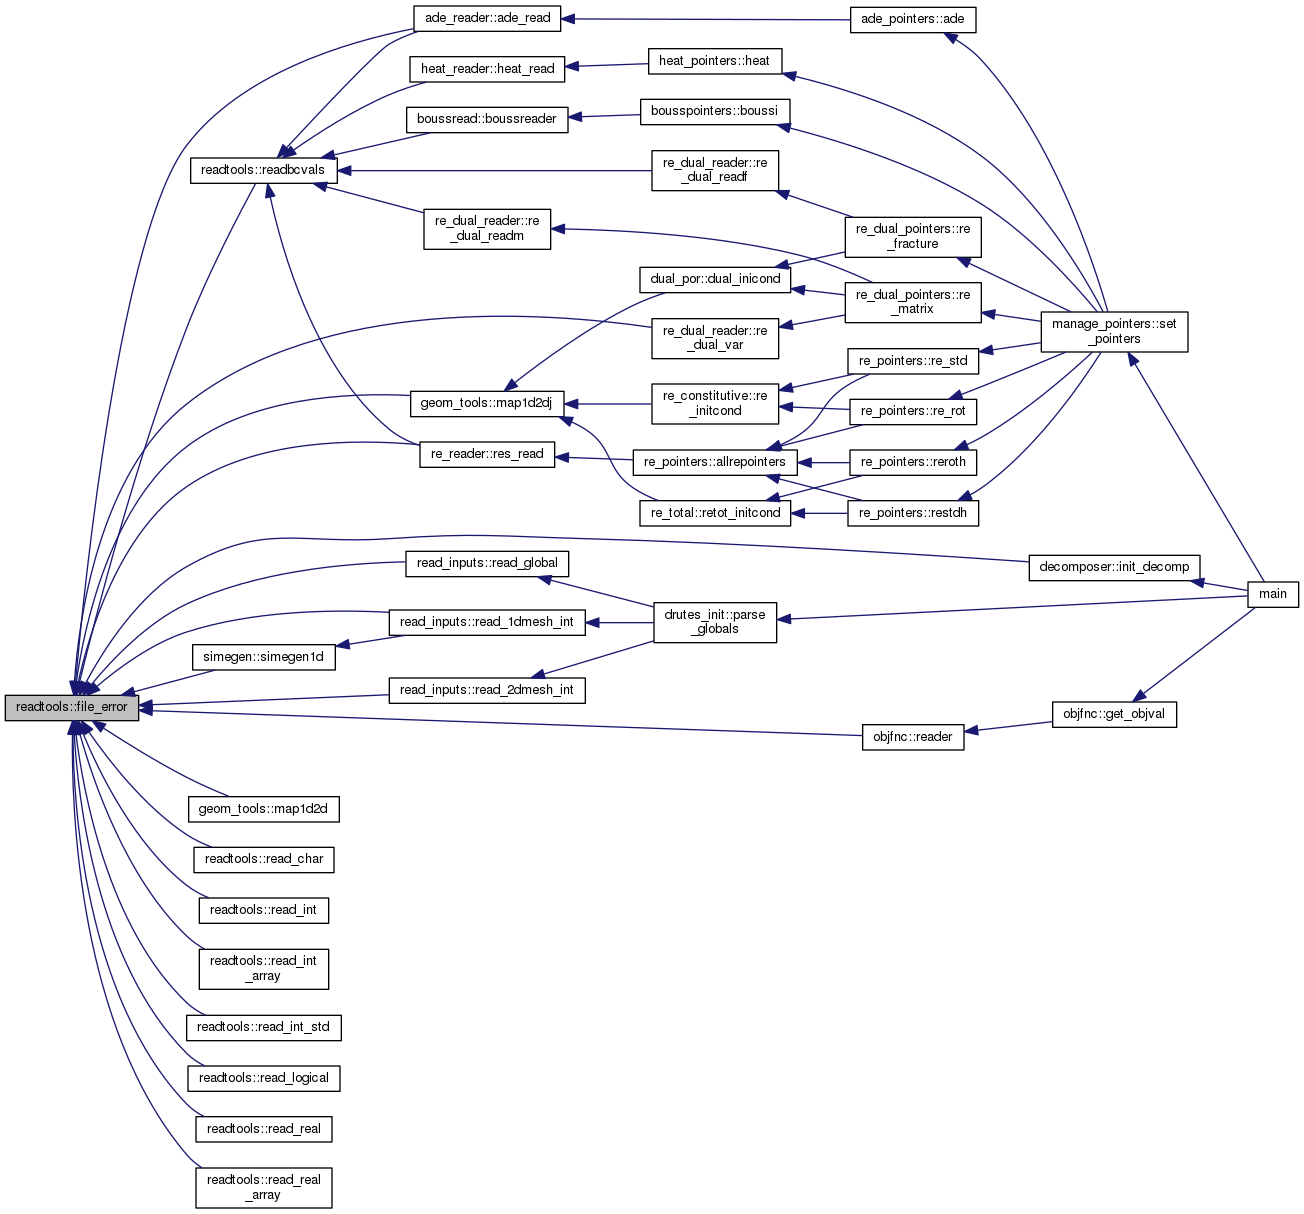 ade_reader::ade_read
ade_pointers::ade
heat_reader::heat_read
heat_pointers::heat
boussread::boussreader
bousspointers::boussi
readtools::readbcvals
re_dual_reader::re
_dual_readf
re_dual_reader::re
_dual_readm
re_dual_pointers::re
_fracture
dual_por::dual_inicond
re_dual_pointers::re
_matrix
re_dual_reader::re
_dual_var
manage_pointers::set
_pointers
re_pointers::re_std
geom_tools::map1d2dj
re_constitutive::re
_initcond
re_pointers::re_rot
re_reader::res_read
re_pointers::allrepointers
re_pointers::reroth
re_total::retot_initcond
re_pointers::restdh
read_inputs::read_global
decomposer::init_decomp
main
read_inputs::read_1dmesh_int
drutes_init::parse
_globals
simegen::simegen1d
read_inputs::read_2dmesh_int
readtools::file_error
objfnc::get_objval
objfnc::reader
geom_tools::map1d2d
readtools::read_char
readtools::read_int
readtools::read_int
_array
readtools::read_int_std
readtools::read_logical
readtools::read_real
readtools::read_real
_array